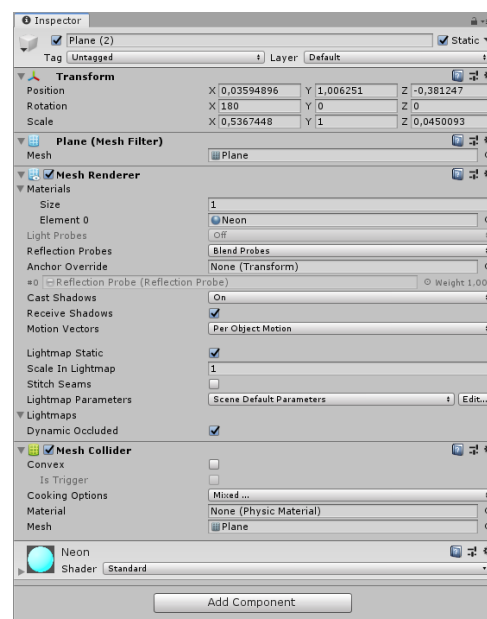 Inspector
Plane (2) Static
Tag Untagged Layer Default
Transform
Position X 0,03594896 Y 1,006251 Z -0,381247
Rotation X 180 Y 0 Z 0
Scale X 0,5367448 Y 1 Z 0,0450093
Plane (Mesh Filter)
Mesh Plane
Mesh Renderer
Materials
Size 1
Element 0 Neon
Light Probes Off
Reflection Probes Blend Probes
Anchor Override None (Transform)
#0 Reflection Probe (Reflection Probe) Weight 1.00
Cast Shadows On
Receive Shadows
Motion Vectors Per Object Motion
Lightmap Static
Scale In Lightmap 1
Stitch Seams
Lightmap Parameters Scene Default Parameters Edit...
Lightmaps
Dynamic Occluded
Mesh Collider
Convex
Is Trigger
Cooking Options Mixed ...
Material None (Physic Material)
Mesh Plane
Neon
Shader Standard
Add Component